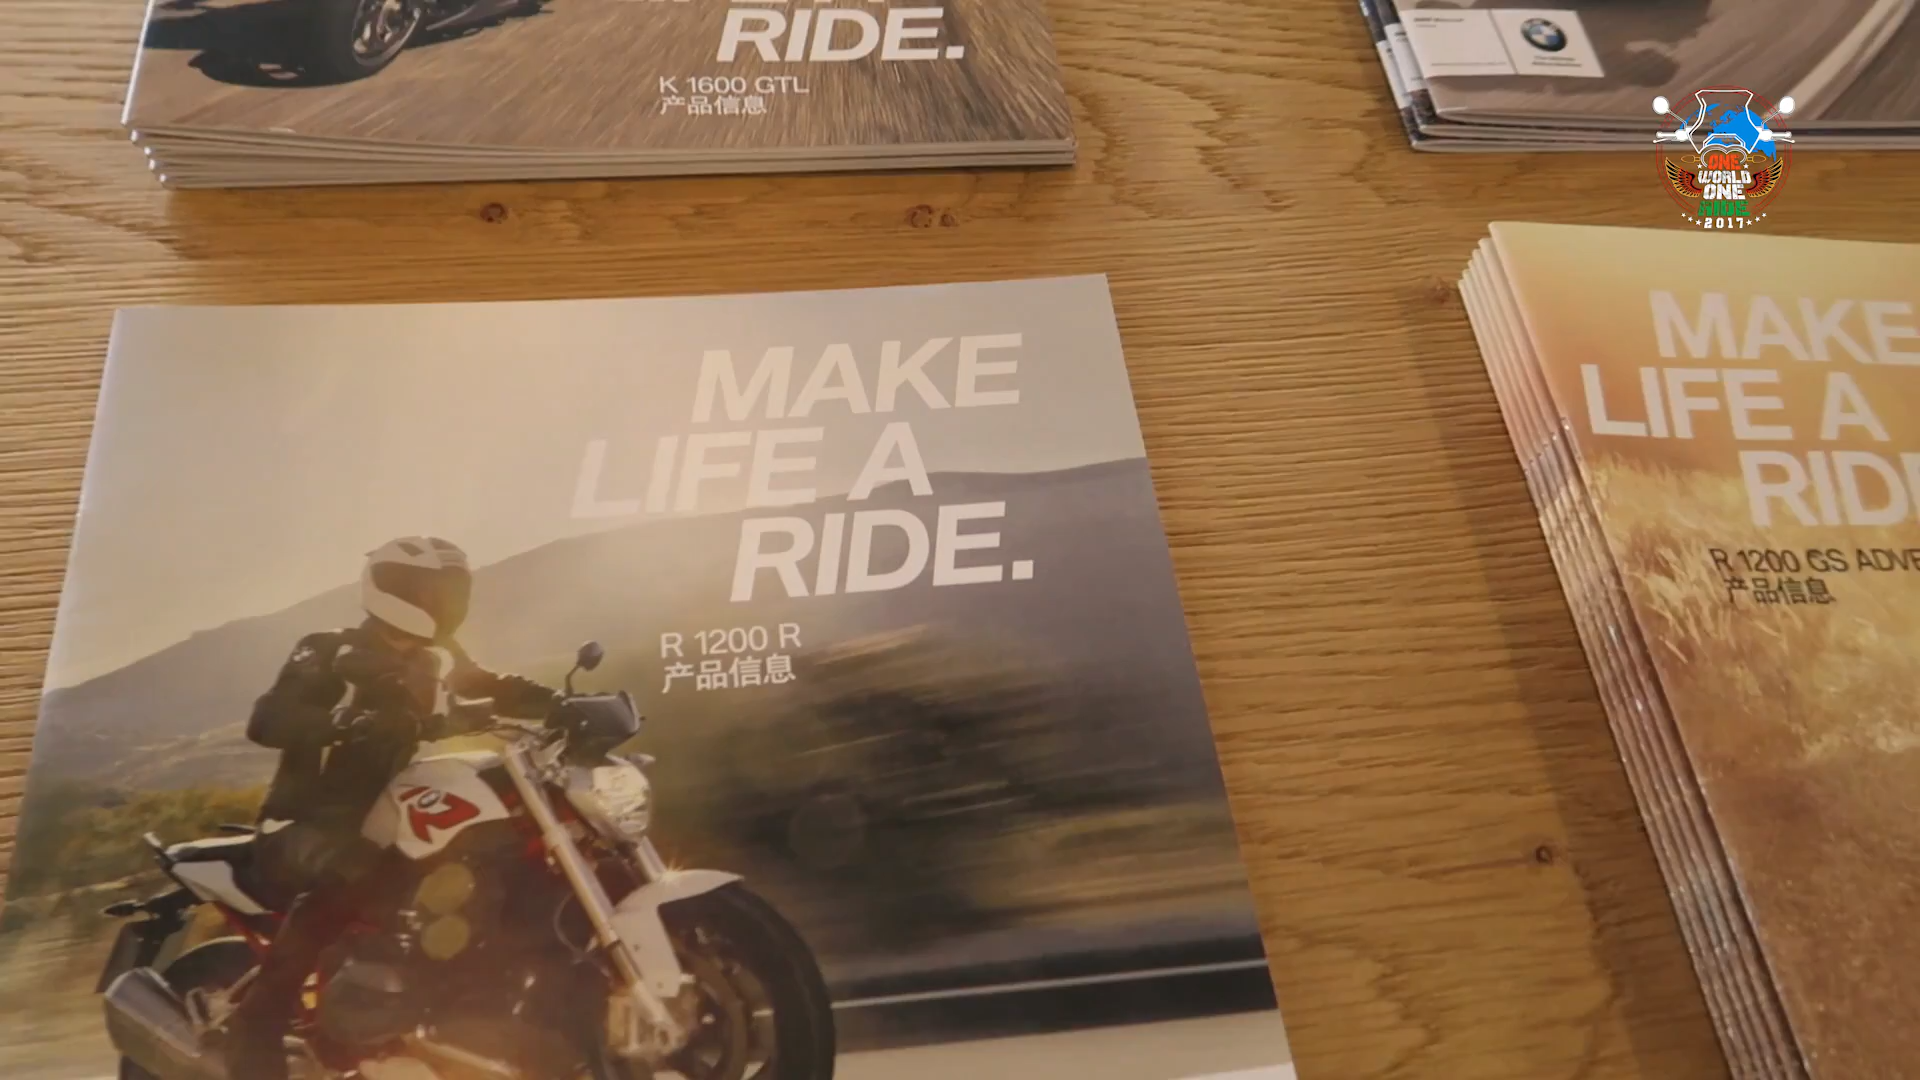 RIDE.
K 1600 GTL
产品信息
ONE
WORLD
ONE
RIDE
2017
MAKE
LIFE A
RIDE.
R 1200 R
产品信息
MAKE
LIFE A
RID
R 1200 GS ADVE
产品信息